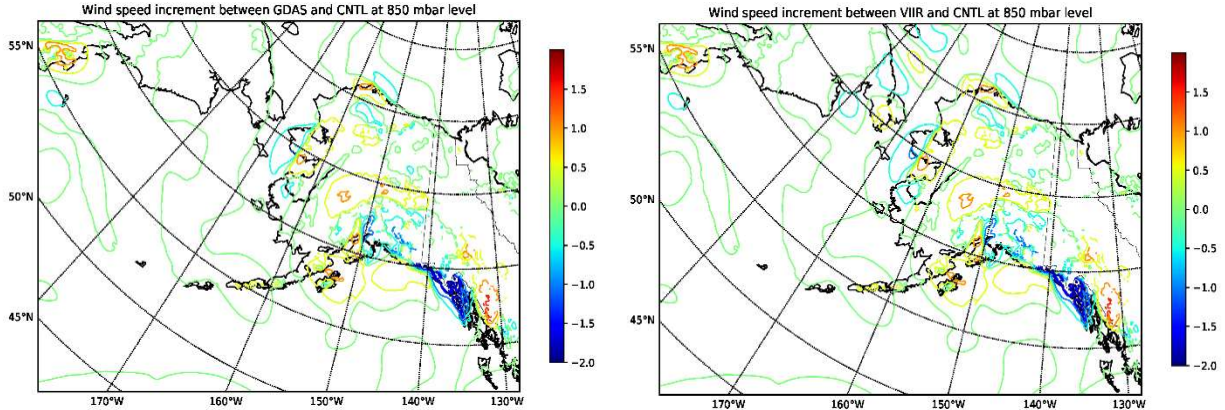 Wind speed increment between GDAS and CNTL at 850 mbar level
55°N
50°N
45°N
170°W 160°W 150°W 140°W 130°W
1.5
1.0
0.5
0.0
−0.5
−1.0
−1.5
−2.0
Wind speed increment between VIIR and CNTL at 850 mbar level
55°N
50°N
45°N
170°W 160°W 150°W 140°W 130°W
1.5
1.0
0.5
0.0
−0.5
−1.0
−1.5
−2.0